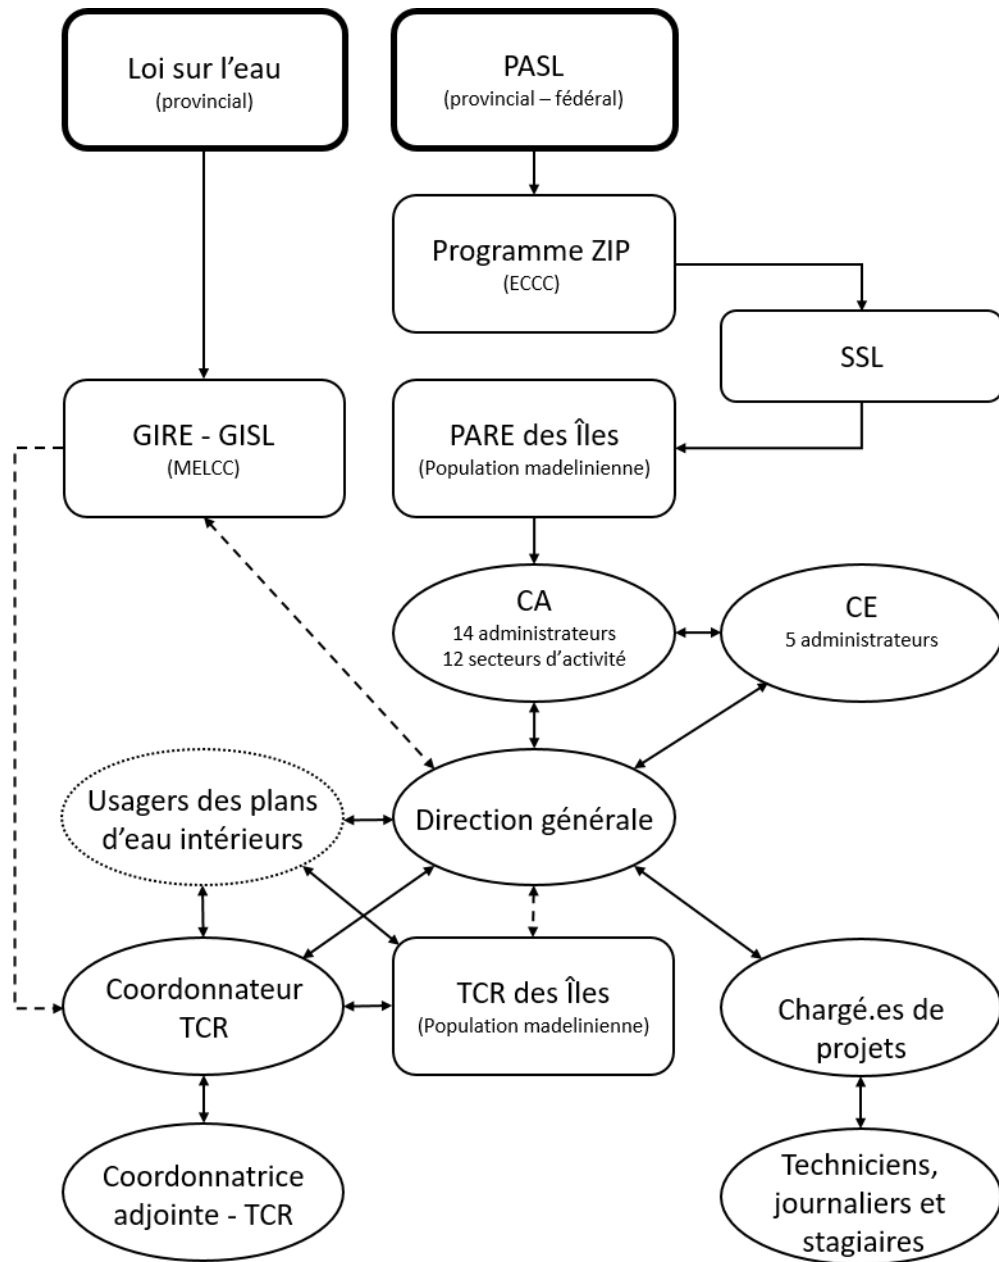 Loi sur l’eau
(provincial)
PASL
(provincial – fédéral)
Programme ZIP
(ECCC)
SSL
GIRE - GISL
(MELCC)
PARE des Îles
(Population madelinienne)
CA
14 administrateurs
12 secteurs d’activité
CE
5 administrateurs
Usagers des plans
d’eau intérieurs
Direction générale
Coordonnateur
TCR
TCR des Îles
(Population madelinienne)
Chargé.es de
projets
Coordonnatrice
adjointe - TCR
Techniciens,
journaliers et
stagiaires